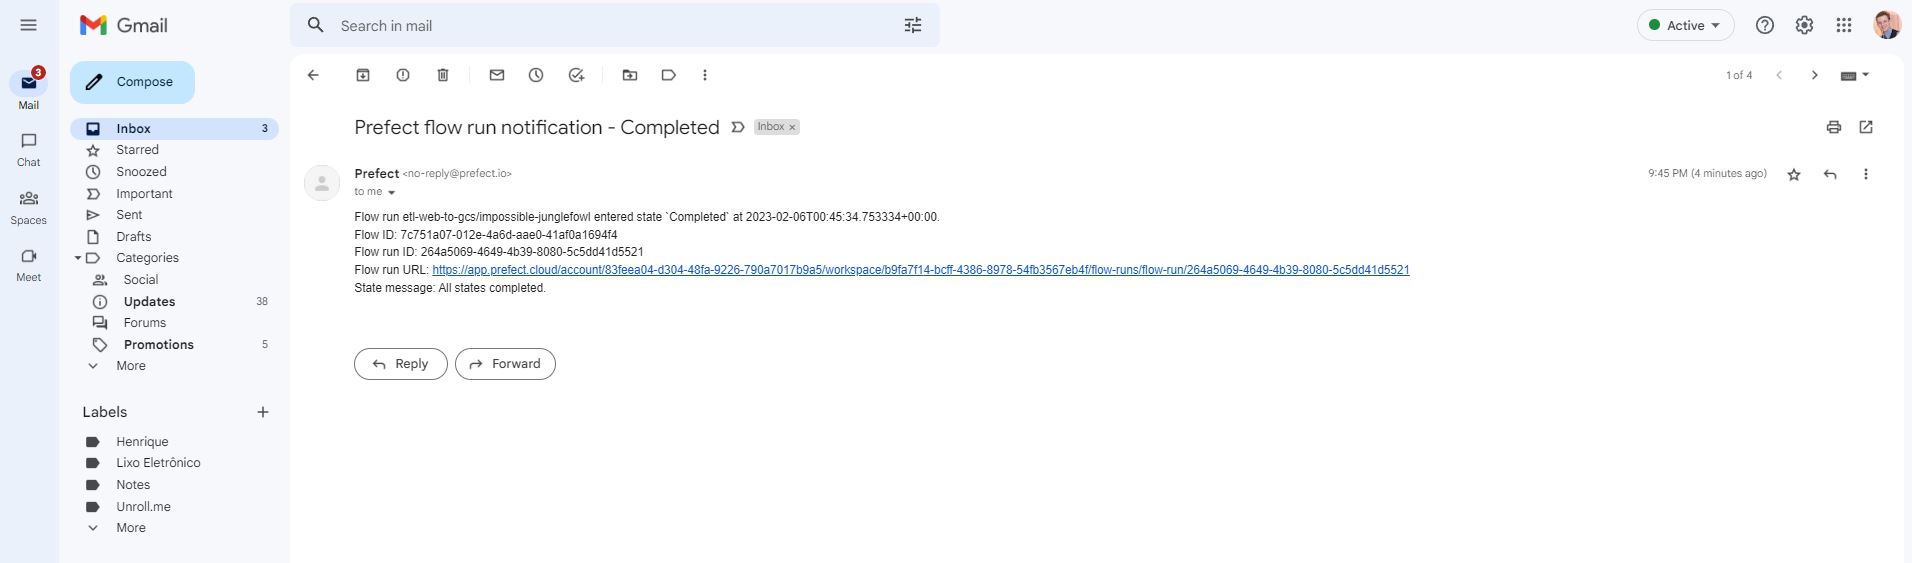 Gmail
Search in mail
Active
3
Mail
Compose
1 of 4
Inbox 3
Starred
Snoozed
Important
Sent
Drafts
Categories
Social
Updates 38
Forums
Promotions 5
More
Chat
Spaces
Meet
Labels
Henrique
Lixo Eletrônico
Notes
Unroll.me
More
Prefect flow run notification - Completed Inbox x
Prefect <no-reply@prefect.io> 9:45 PM (4 minutes ago)
to me
Flow run etl-web-to-gcs/impossible-junglefowl entered state `Completed` at 2023-02-06T00:45:34.753334+00:00.
Flow ID: 7c751a07-012e-4a6d-aae0-41af0a1694f4
Flow run ID: 264a5069-4649-4b39-8080-5c5dd41d5521
Flow run URL: https://app.prefect.cloud/account/83feea04-d304-48fa-9226-790a7017b9a5/workspace/b9fa7f14-bcff-4386-8978-54fb3567eb4f/flow-runs/flow-run/264a5069-4649-4b39-8080-5c5dd41d5521
State message: All states completed.
Reply
Forward